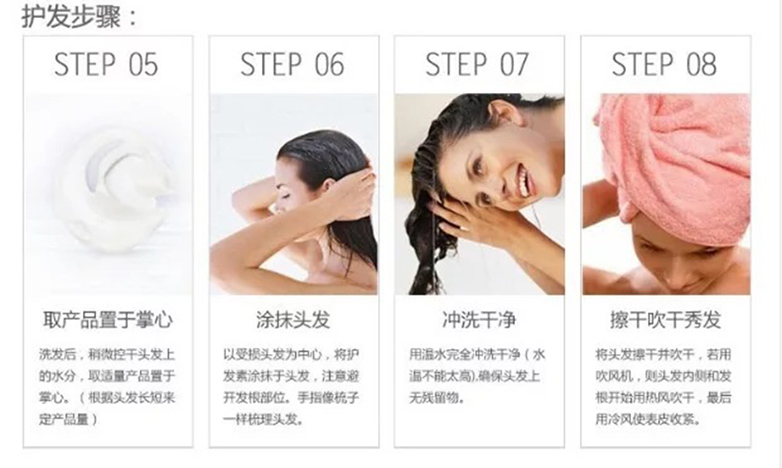 护发步骤：
STEP 05
STEP 06
STEP 07
STEP 08
取产品置于掌心
涂抹头发
冲洗干净
擦干吹干秀发
洗发后，稍微控干头发上
的水分，取适量产品置于
掌心。（根据头发长短来
定产品量）
以受损头发为中心，将护
发素涂抹于头发，注意避
开发根部位。手指像梳子
一样梳理头发。
用温水完全冲洗干净（水
温不能太高),确保头发上
无残留物。
将头发擦干并吹干，若用
吹风机，则头发内侧和发
根开始用热风吹干，最后
用冷风使表皮收紧。